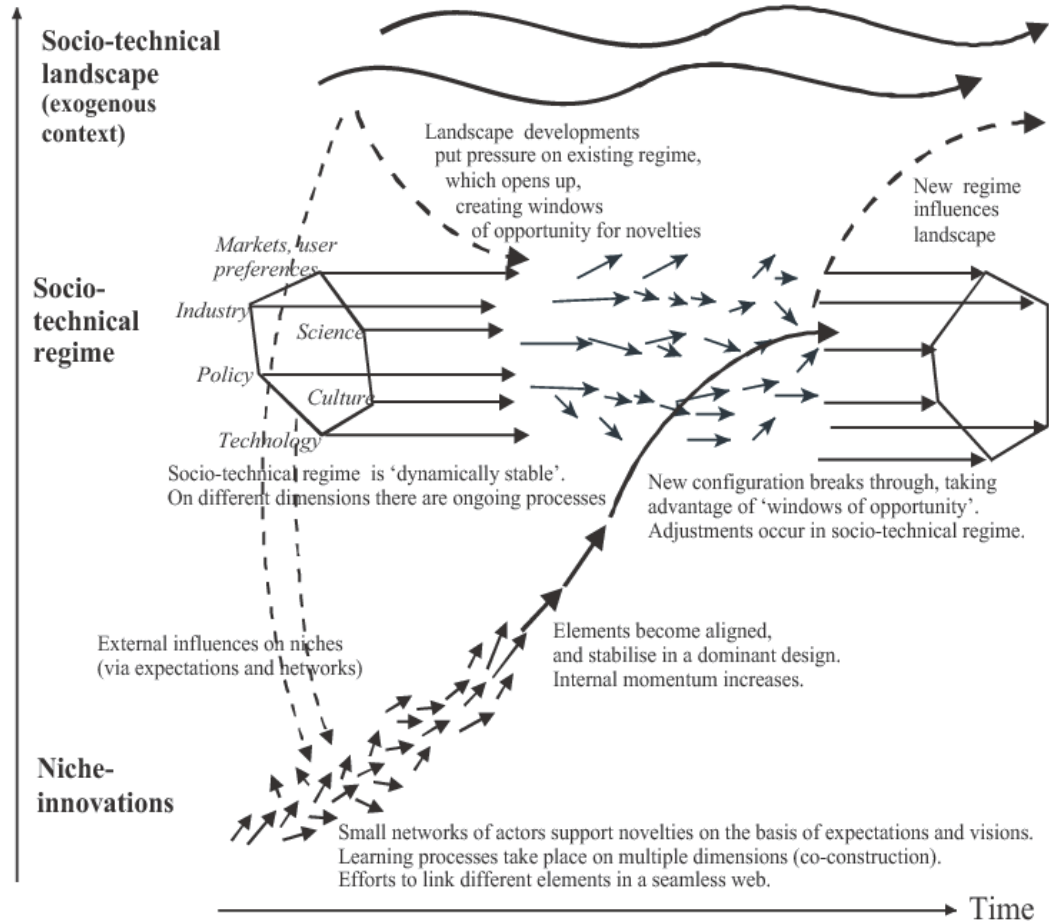 Socio-technical
landscape
(exogenous
context)
Landscape developments
put pressure on existing regime,
which opens up,
creating windows
of opportunity for novelties
New regime
influences
landscape
Markets, user
preferences
Industry
Science
Policy
Culture
Technology
Socio-
technical
regime
Socio-technical regime is ‘dynamically stable’.
On different dimensions there are ongoing processes
New configuration breaks through, taking
advantage of ‘windows of opportunity’.
Adjustments occur in socio-technical regime.
External influences on niches
(via expectations and networks)
Elements become aligned,
and stabilise in a dominant design.
Internal momentum increases.
Niche-
innovations
Small networks of actors support novelties on the basis of expectations and visions.
Learning processes take place on multiple dimensions (co-construction).
Efforts to link different elements in a seamless web.
Time